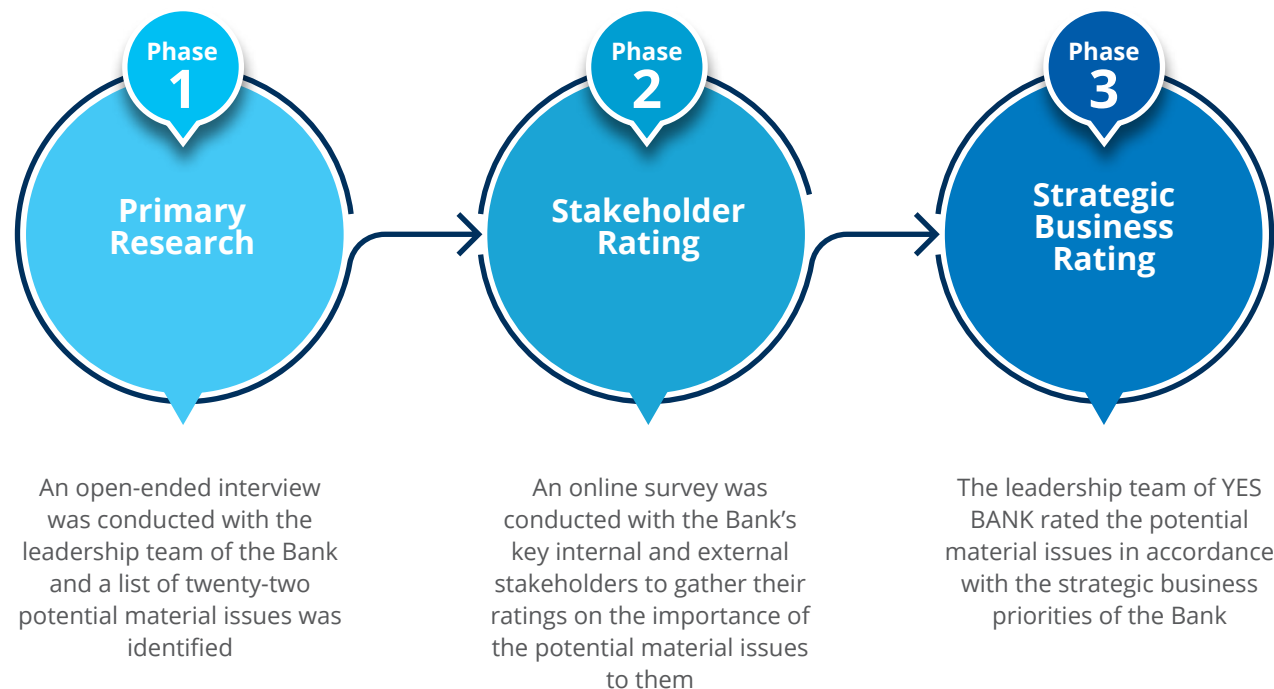 Phase
1
Primary
Research
An open-ended interview
was conducted with the
leadership team of the Bank
and a list of twenty-two
potential material issues was
identified
Phase
2
Stakeholder
Rating
An online survey was
conducted with the Bank’s
key internal and external
stakeholders to gather their
ratings on the importance of
the potential material issues
to them
Phase
3
Strategic
Business
Rating
The leadership team of YES
BANK rated the potential
material issues in accordance
with the strategic business
priorities of the Bank